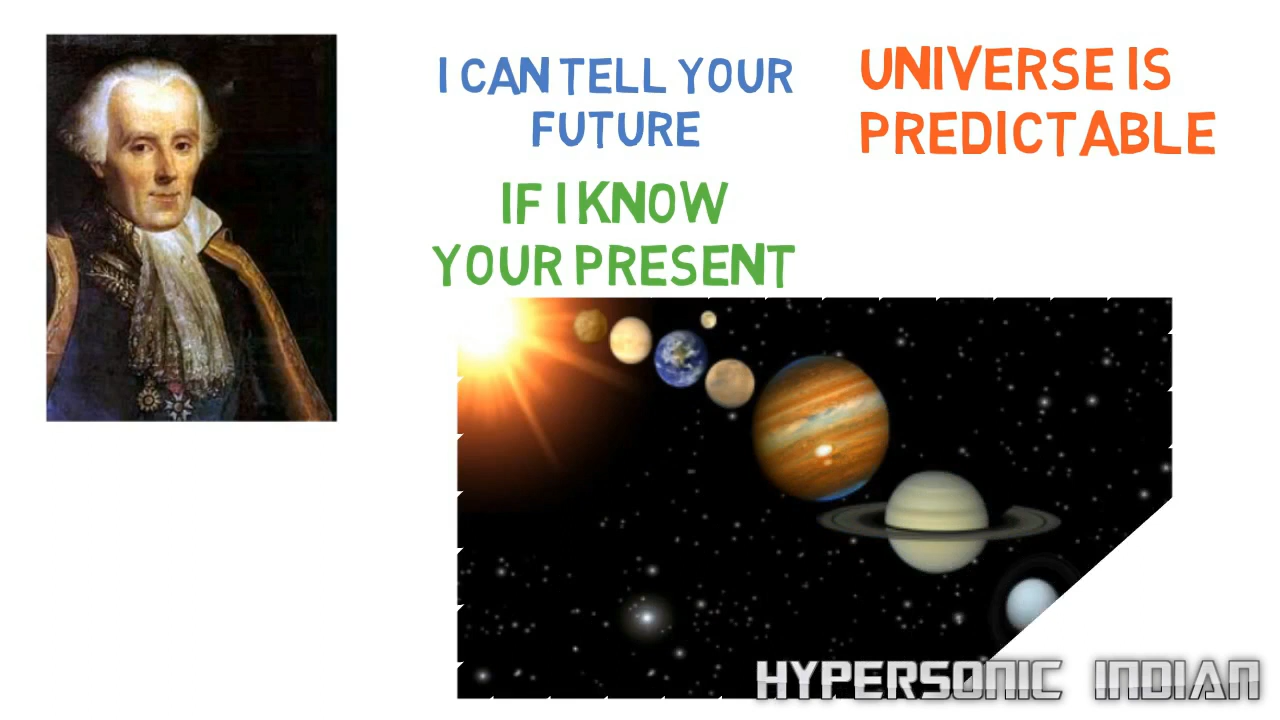 I CAN TELL YOUR
FUTURE
IF I KNOW
YOUR PRESENT
UNIVERSE IS
PREDICTABLE
HYPERSONIC INDIAN